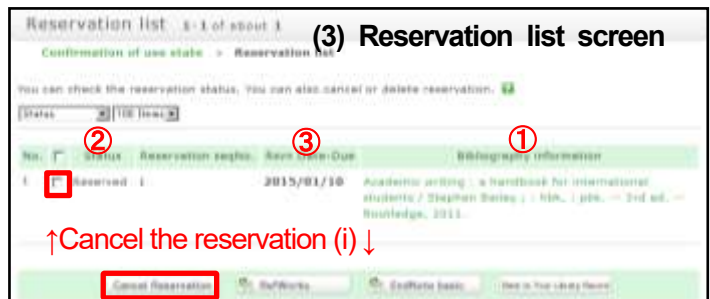 Reservation list 1-1 of about 1
(3) Reservation list screen
Confirmation of use state > Reservation list
You can check the reservation status. You can also cancel or delete reservation.
Status 100 Items
② ③ ①
No. Status Reservation seqno. Recv Date-Due Bibliography information
1 Reserved 1 2015/01/10 Academic writing : a handbook for international
students / Stephen Bailey ; : hbk, : pbk. -- 3rd ed. --
Routledge, 2011.
↑Cancel the reservation (i)↓
Cancel Reservation RefWorks EndNote basic